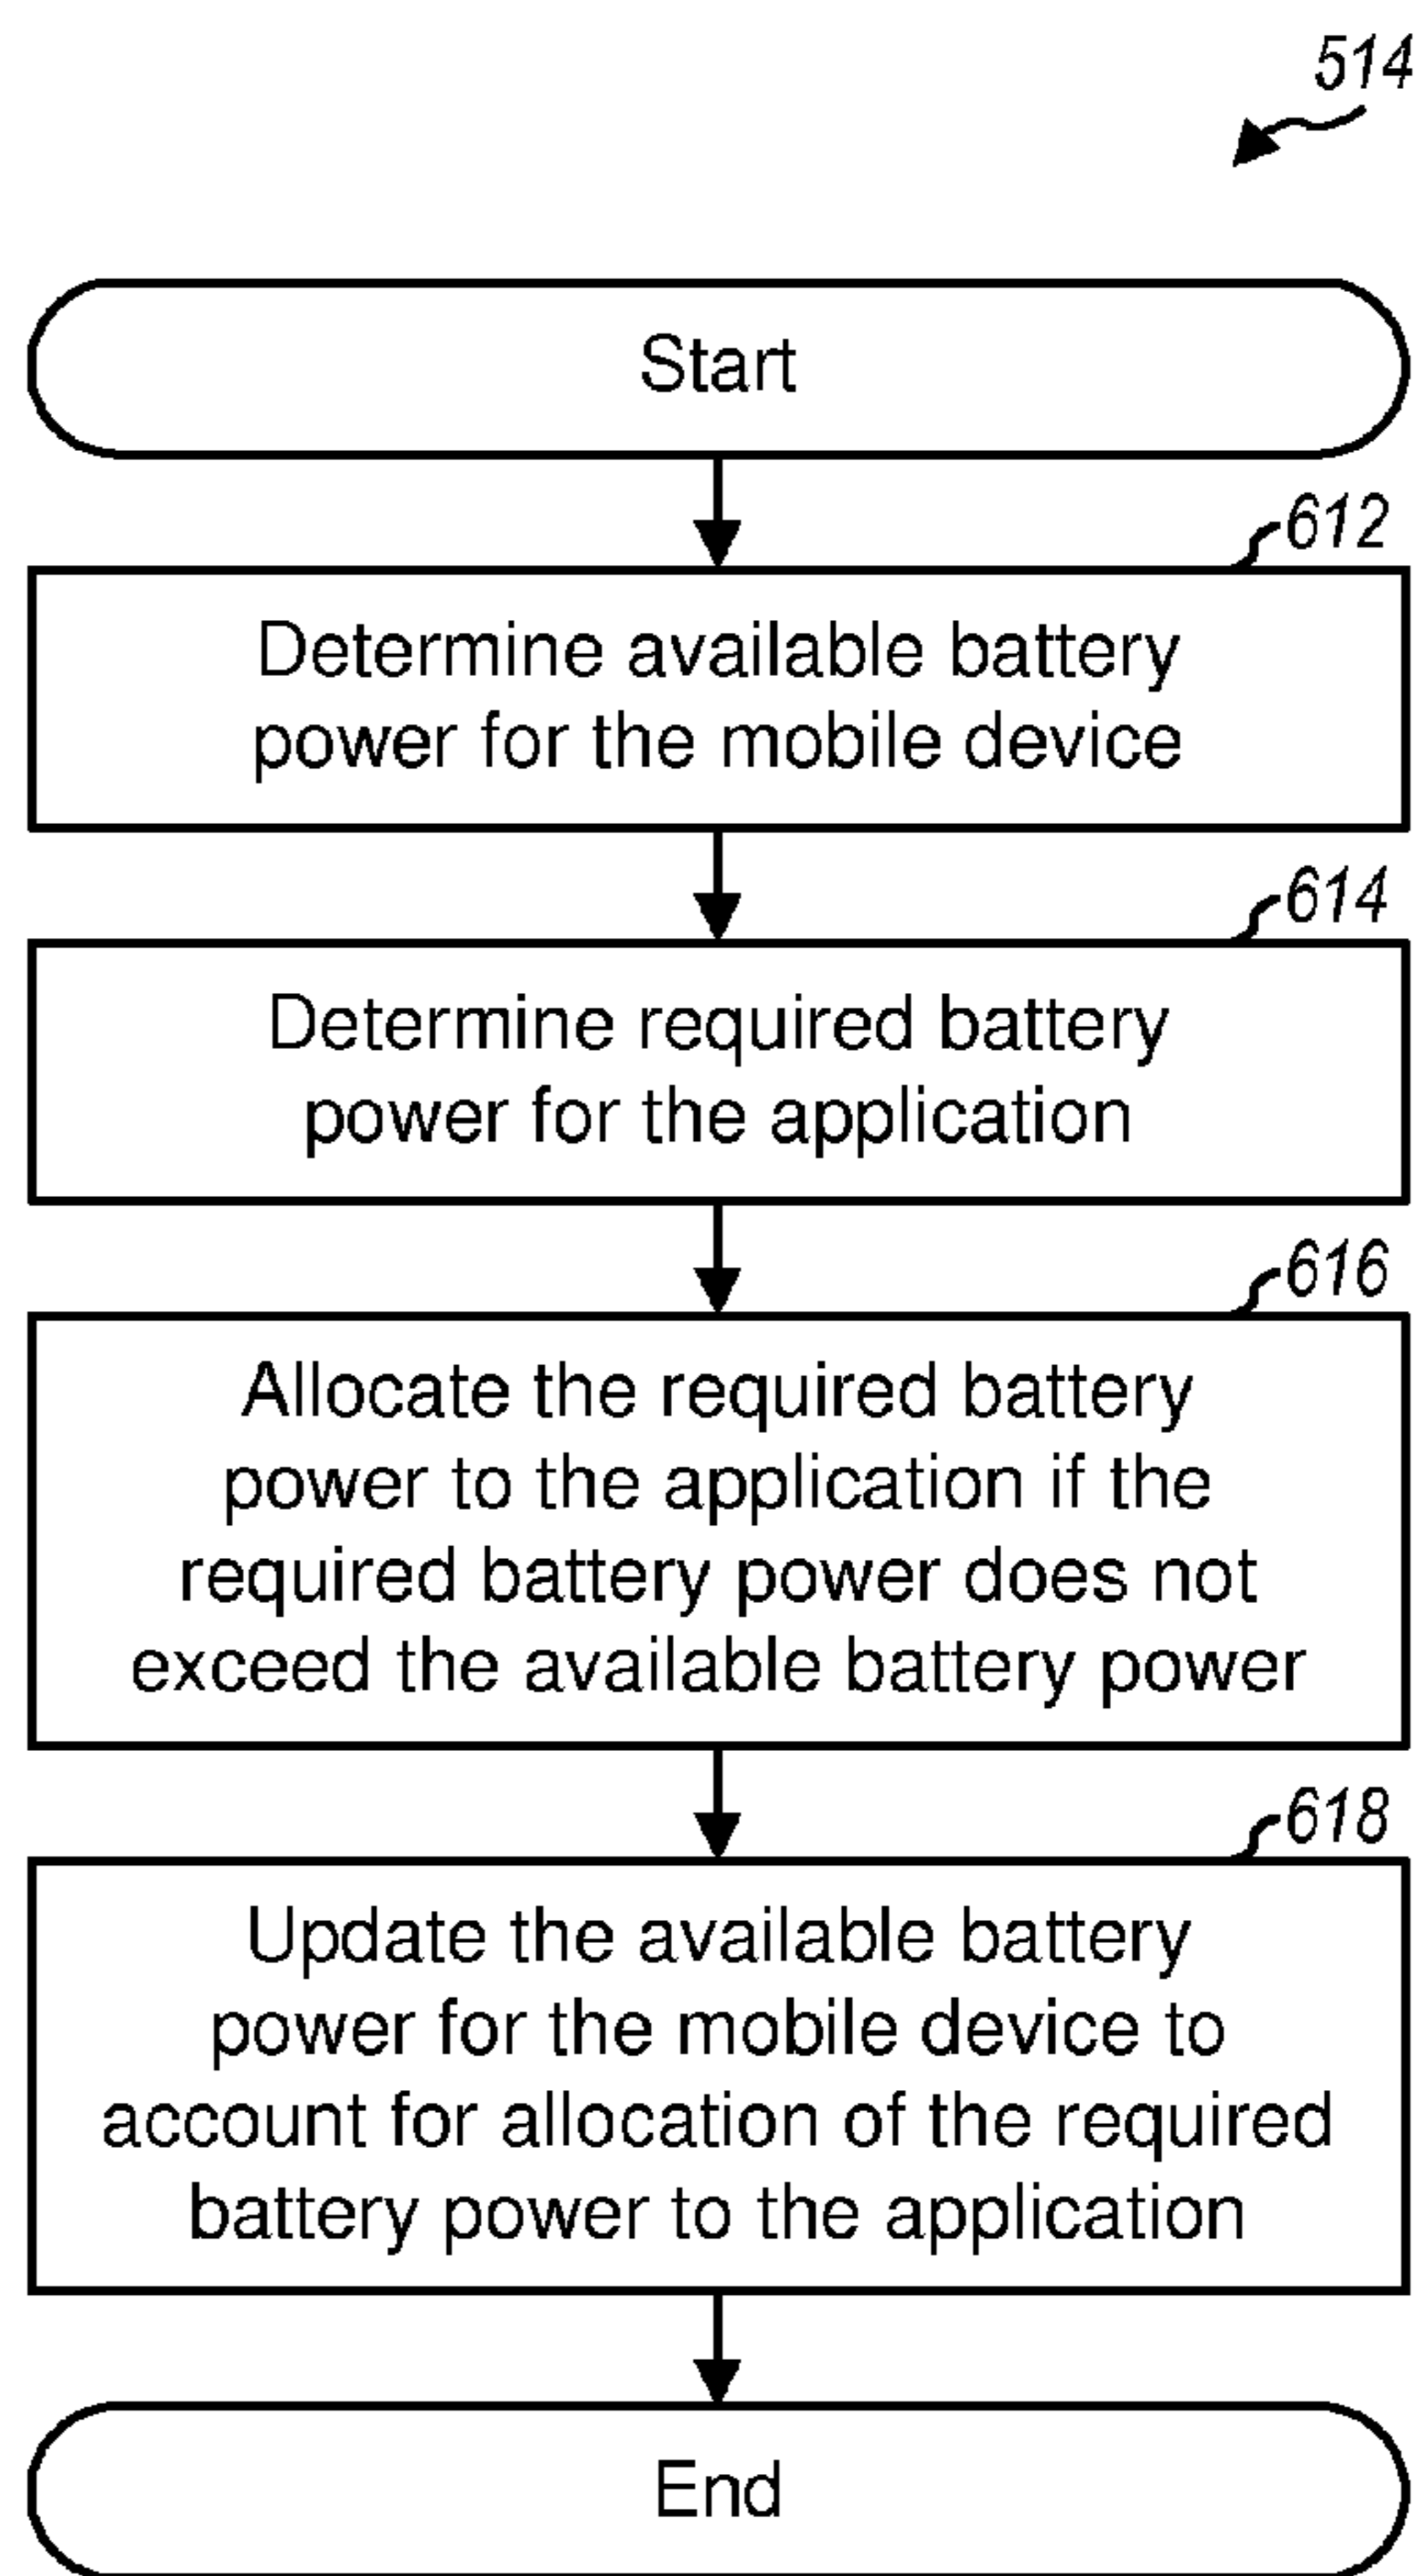 514
Start
612
Determine available battery
power for the mobile device
614
Determine required battery
power for the application
616
Allocate the required battery
power to the application if the
required battery power does not
exceed the available battery power
618
Update the available battery
power for the mobile device to
account for allocation of the required
battery power to the application
End